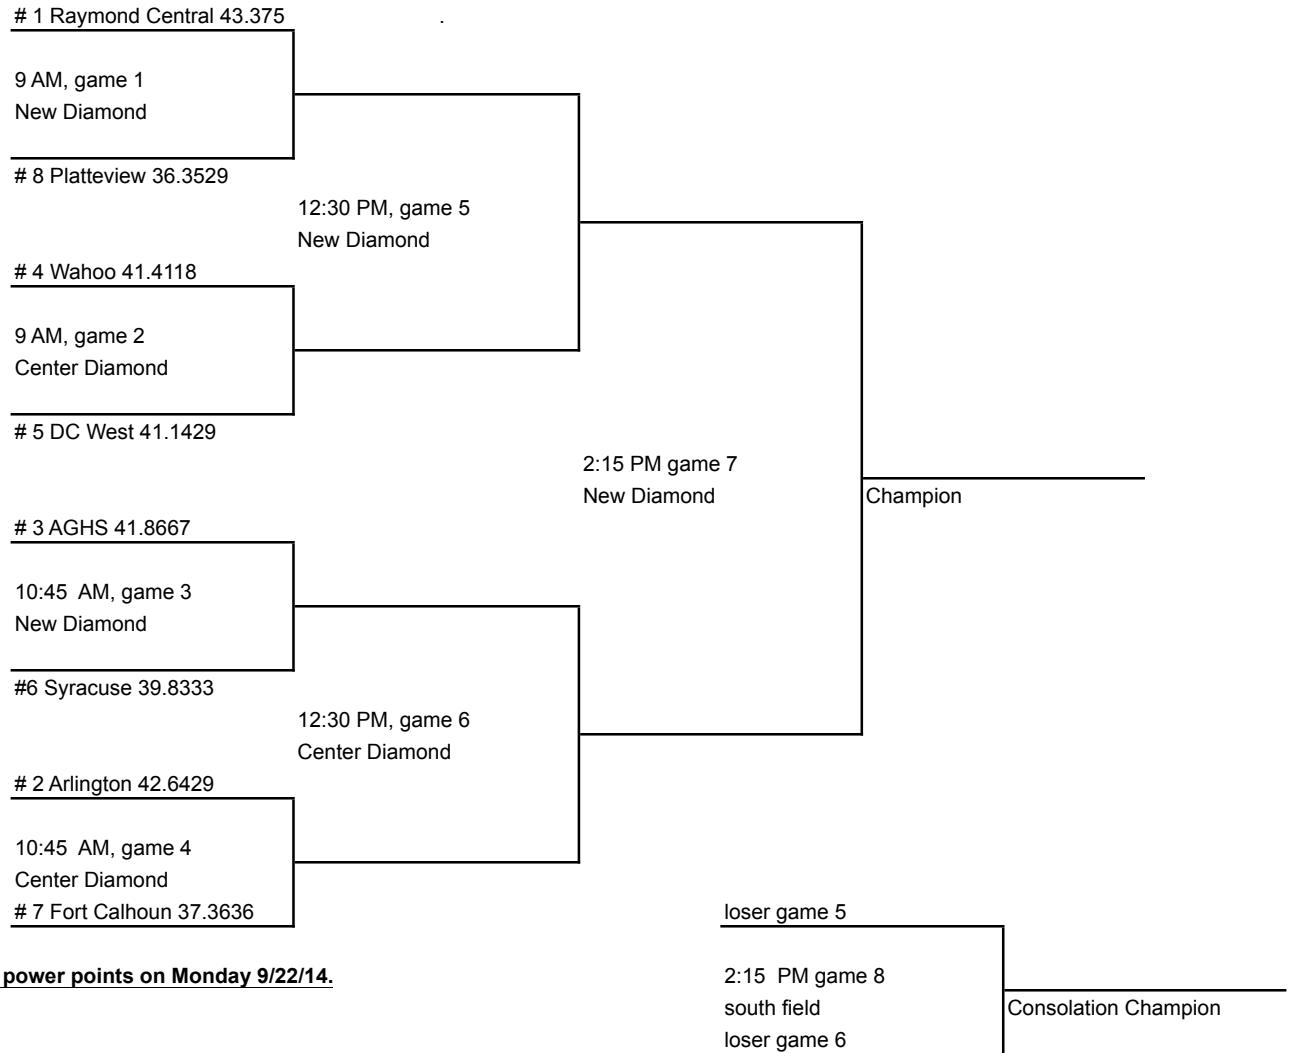 # 1 Raymond Central 43.375
.
9 AM, game 1
New Diamond
# 8 Platteview 36.3529
12:30 PM, game 5
New Diamond
# 4 Wahoo 41.4118
9 AM, game 2
Center Diamond
# 5 DC West 41.1429
2:15 PM game 7
New Diamond
Champion
# 3 AGHS 41.8667
10:45  AM, game 3
New Diamond
#6 Syracuse 39.8333
12:30 PM, game 6
Center Diamond
# 2 Arlington 42.6429
10:45  AM, game 4
Center Diamond
# 7 Fort Calhoun 37.3636
loser game 5
power points on Monday 9/22/14.
2:15  PM game 8
south field
Consolation Champion
loser game 6